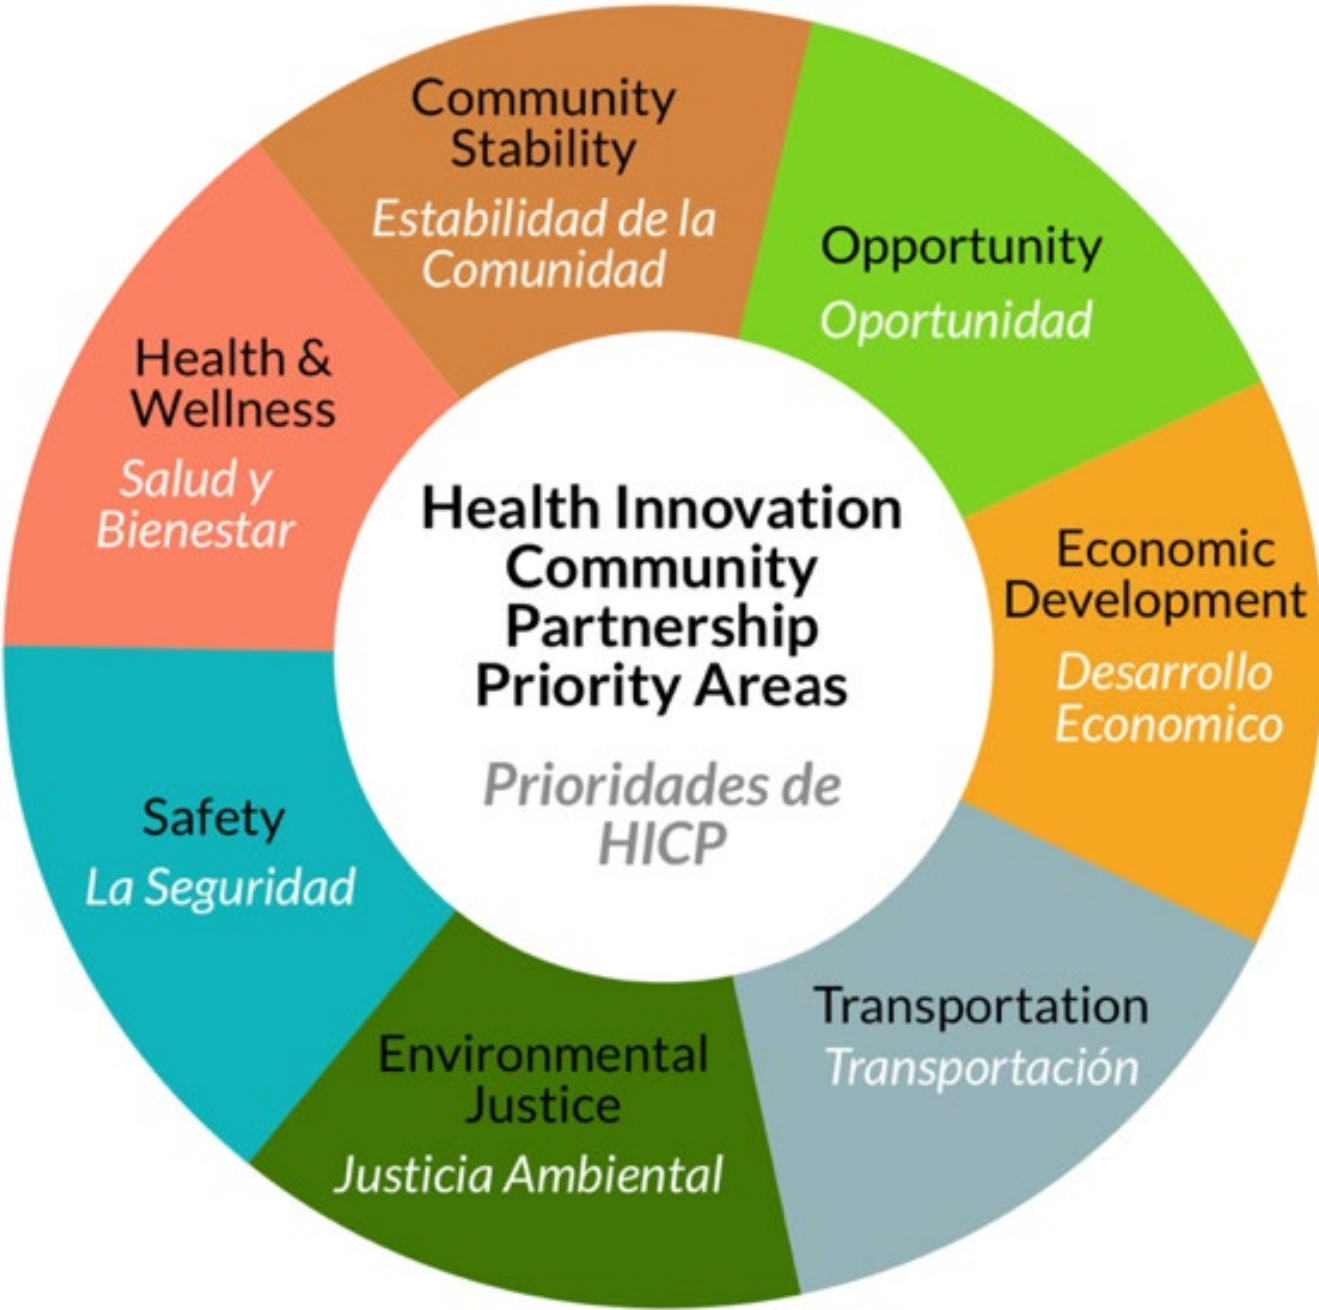 Community
Stability
Estabilidad de la
Comunidad
Opportunity
Oportunidad
Health &
Wellness
Salud y
Bienestar
Health Innovation
Community
Partnership
Priority Areas
Prioridades de
HICP
Economic
Development
Desarrollo
Economico
Safety
La Seguridad
Transportation
Transportación
Environmental
Justice
Justicia Ambiental